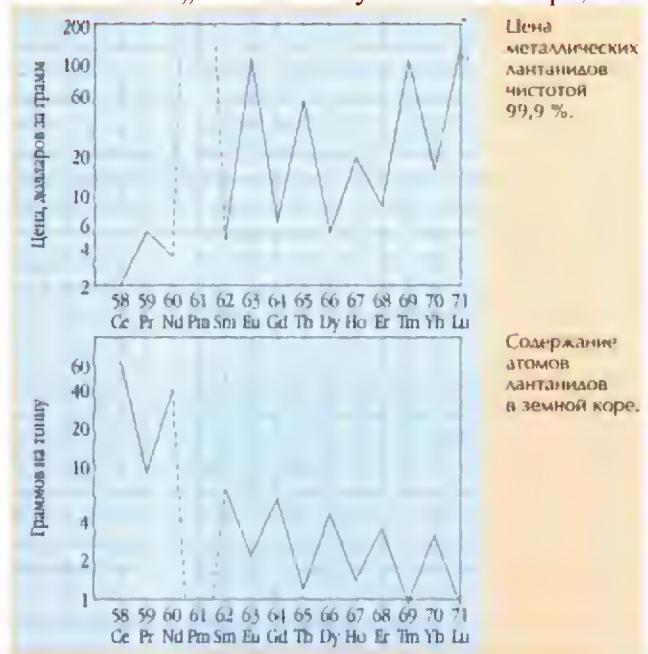 200
100
60
20
10
6
4
2
Цена, долларов за грамм
58 59 60 61 62 63 64 65 66 67 68 69 70 71
Ce Pr Nd Pm Sm Eu Gd Tb Dy Ho Er Tm Yb Lu
Цена
металлических
лантанидов
чистотой
99,9 %.
60
40
20
10
4
2
1
Граммов на тонну
58 59 60 61 62 63 64 65 66 67 68 69 70 71
Ce Pr Nd Pm Sm Eu Gd Tb Dy Ho Er Tm Yb Lu
Содержание
атомов
лантанидов
в земной коре.